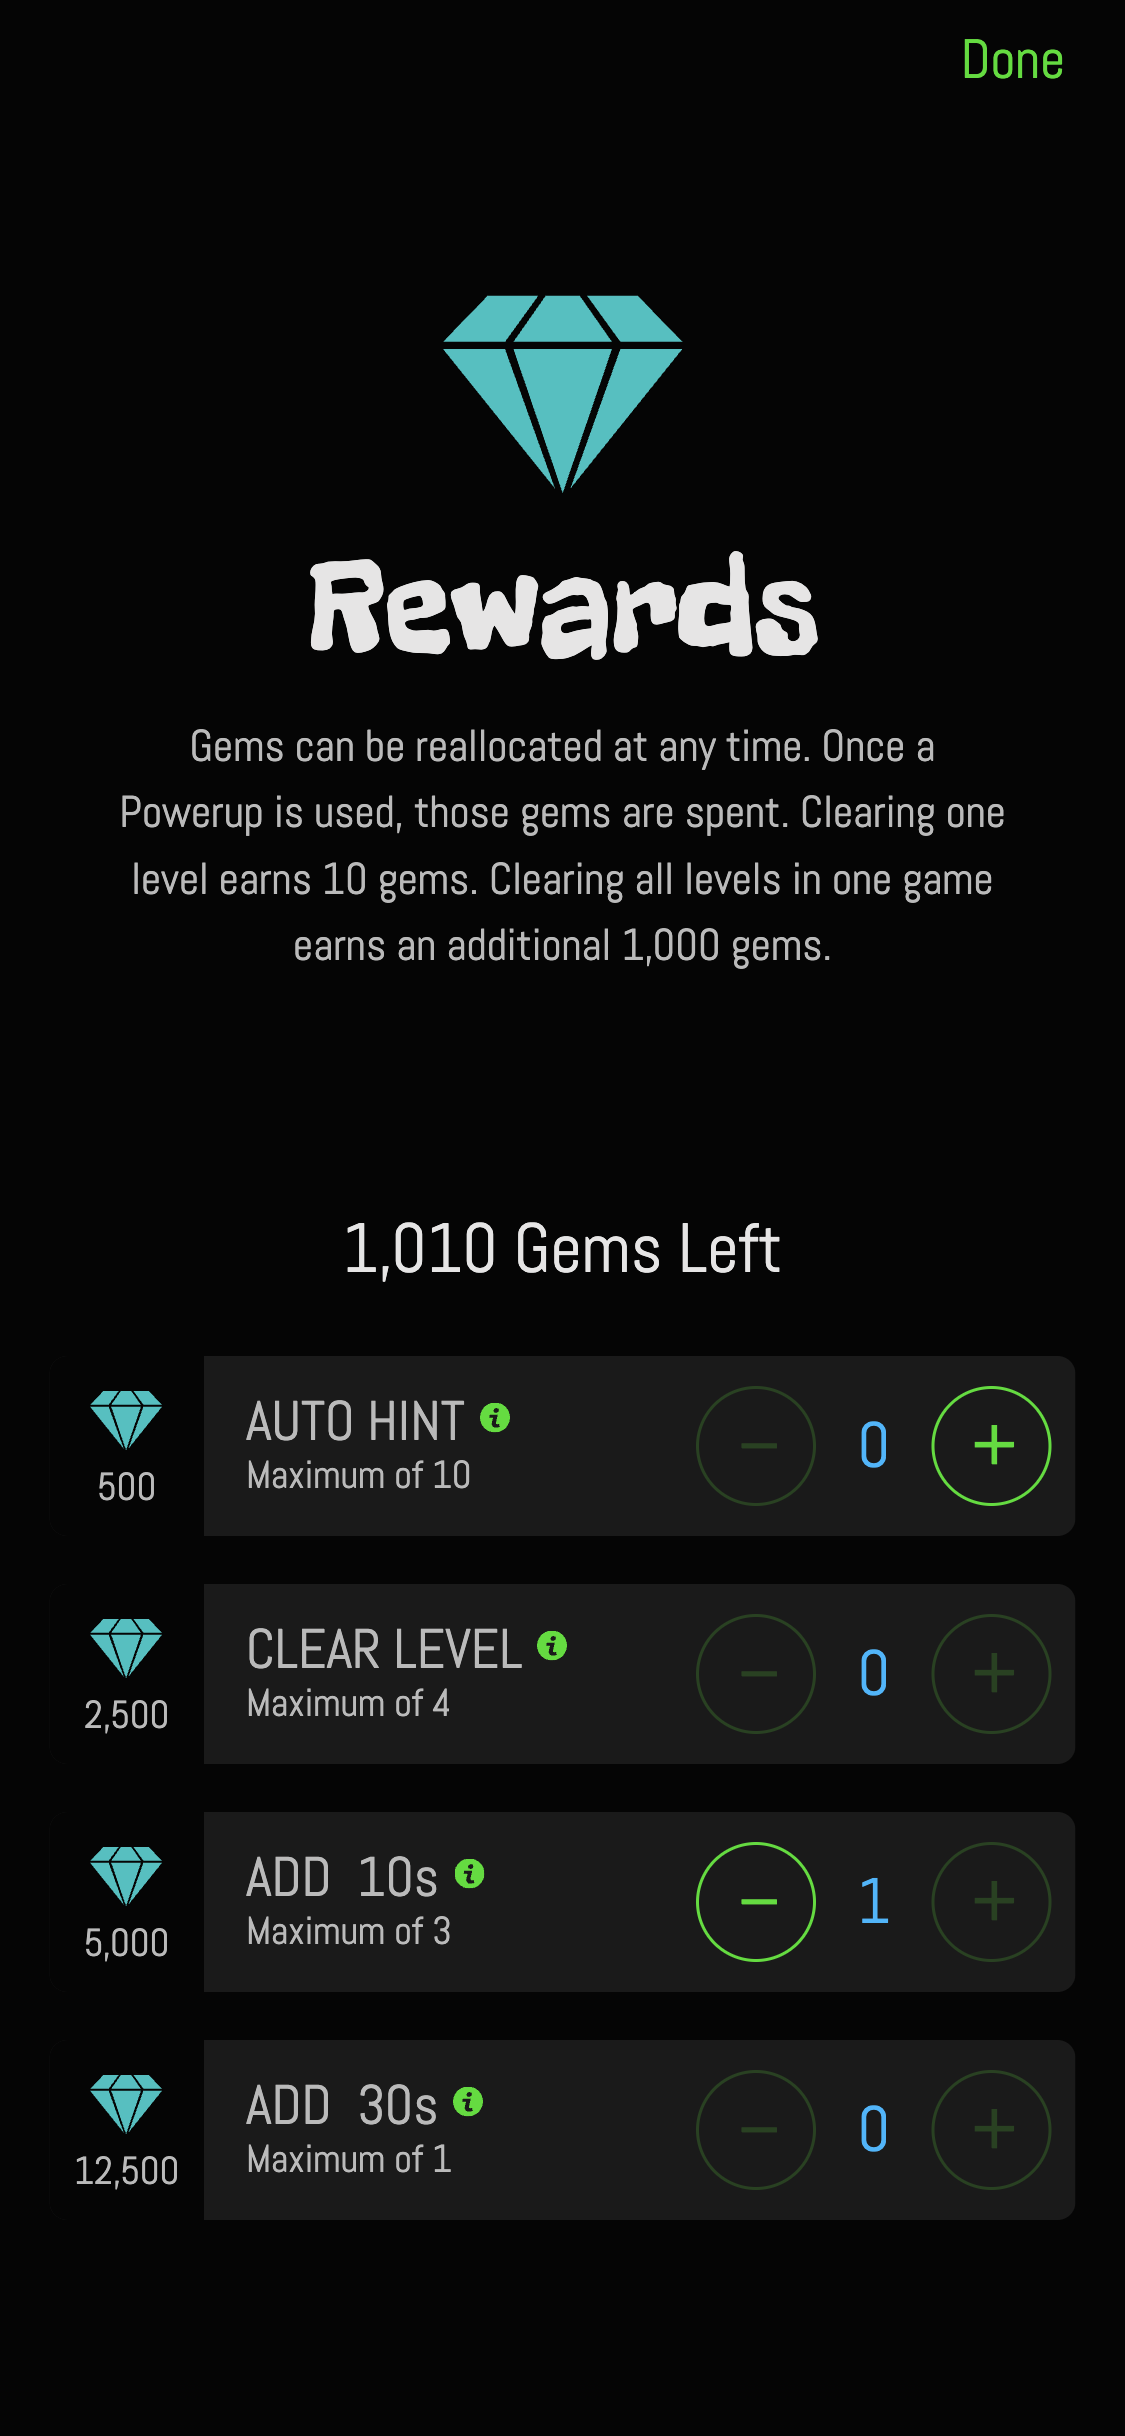 Done
Rewards
Gems can be reallocated at any time. Once a
Powerup is used, those gems are spent. Clearing one
level earns 10 gems. Clearing all levels in one game
earns an additional 1,000 gems.
1,010 Gems Left
AUTO HINT i
Maximum of 10
500
− 0 +
CLEAR LEVEL i
Maximum of 4
2,500
− 0 +
ADD 10s i
Maximum of 3
5,000
− 1 +
ADD 30s i
Maximum of 1
12,500
− 0 +